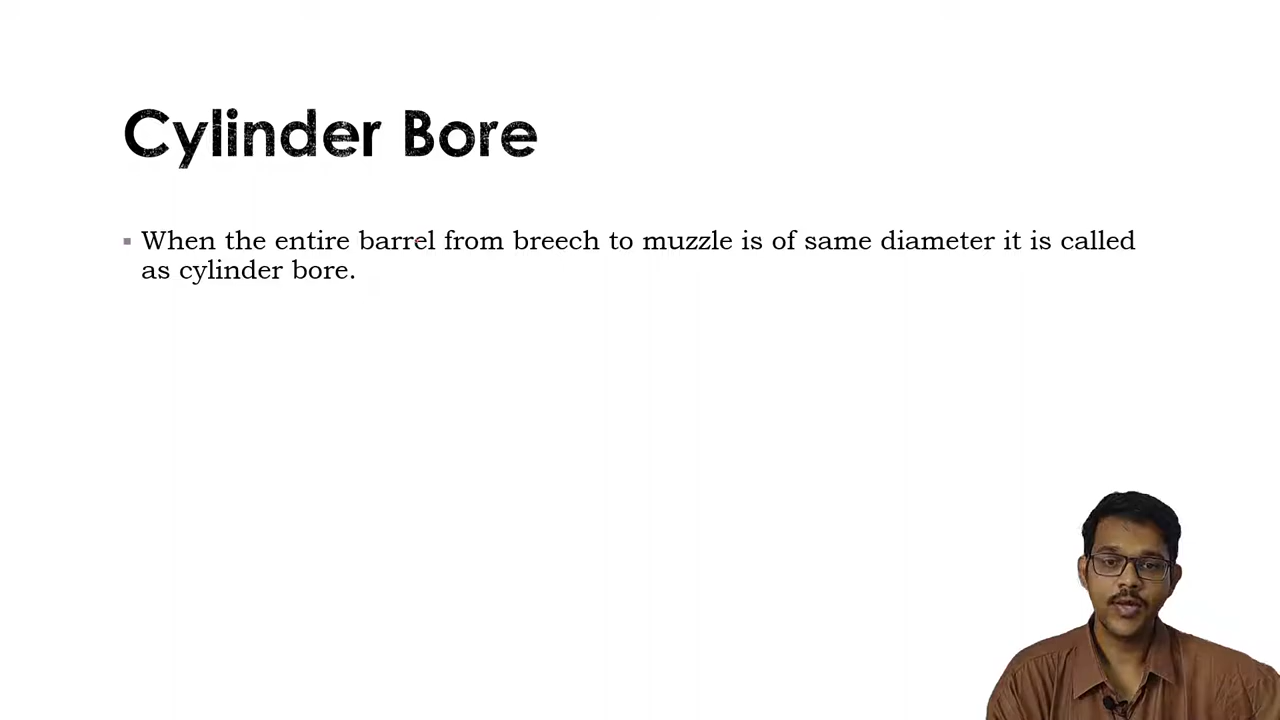 Cylinder Bore
When the entire barrel from breech to muzzle is of same diameter it is called
as cylinder bore.